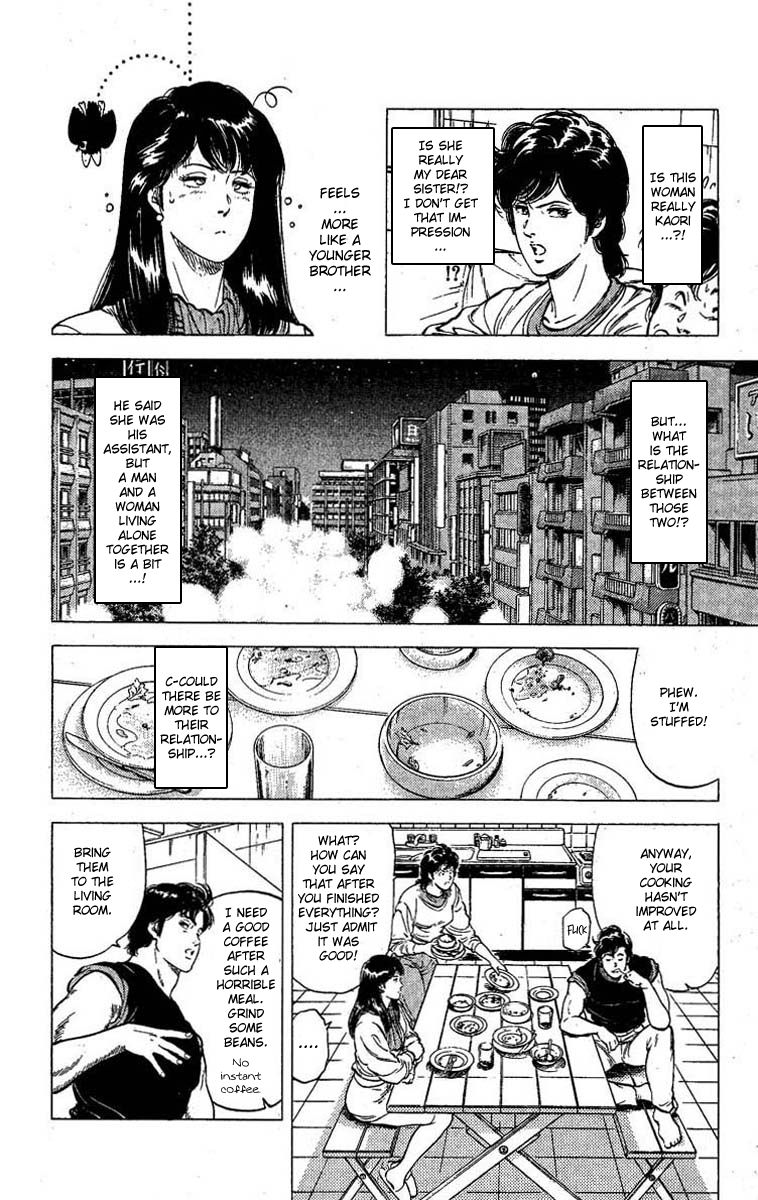 IS THIS
WOMAN
REALLY
KAORI
...?!
IS SHE
REALLY
MY DEAR
SISTER!?
I DON'T GET
THAT IM-
PRESSION
...
!?
FEELS
...
MORE
LIKE A
YOUNGER
BROTHER
...
BUT...
WHAT
IS THE
RELATION-
SHIP
BETWEEN
THOSE
TWO!?
HE SAID
SHE WAS
HIS
ASSISTANT,
BUT
A MAN
AND A
WOMAN
LIVING
ALONE
TOGETHER
IS A BIT
...!
PHEW.
I'M
STUFFED!
C-COULD
THERE BE
MORE TO
THEIR
RELATION-
SHIP...?
ANYWAY,
YOUR
COOKING
HASN'T
IMPROVED
AT ALL.
WHAT?
HOW CAN
YOU SAY
THAT AFTER
YOU FINISHED
EVERYTHING?
JUST ADMIT
IT WAS
GOOD!
....
I NEED
A GOOD
COFFEE
AFTER
SUCH A
HORRIBLE
MEAL.
GRIND
SOME
BEANS.
No
instant
coffee
BRING
THEM
TO THE
LIVING
ROOM.